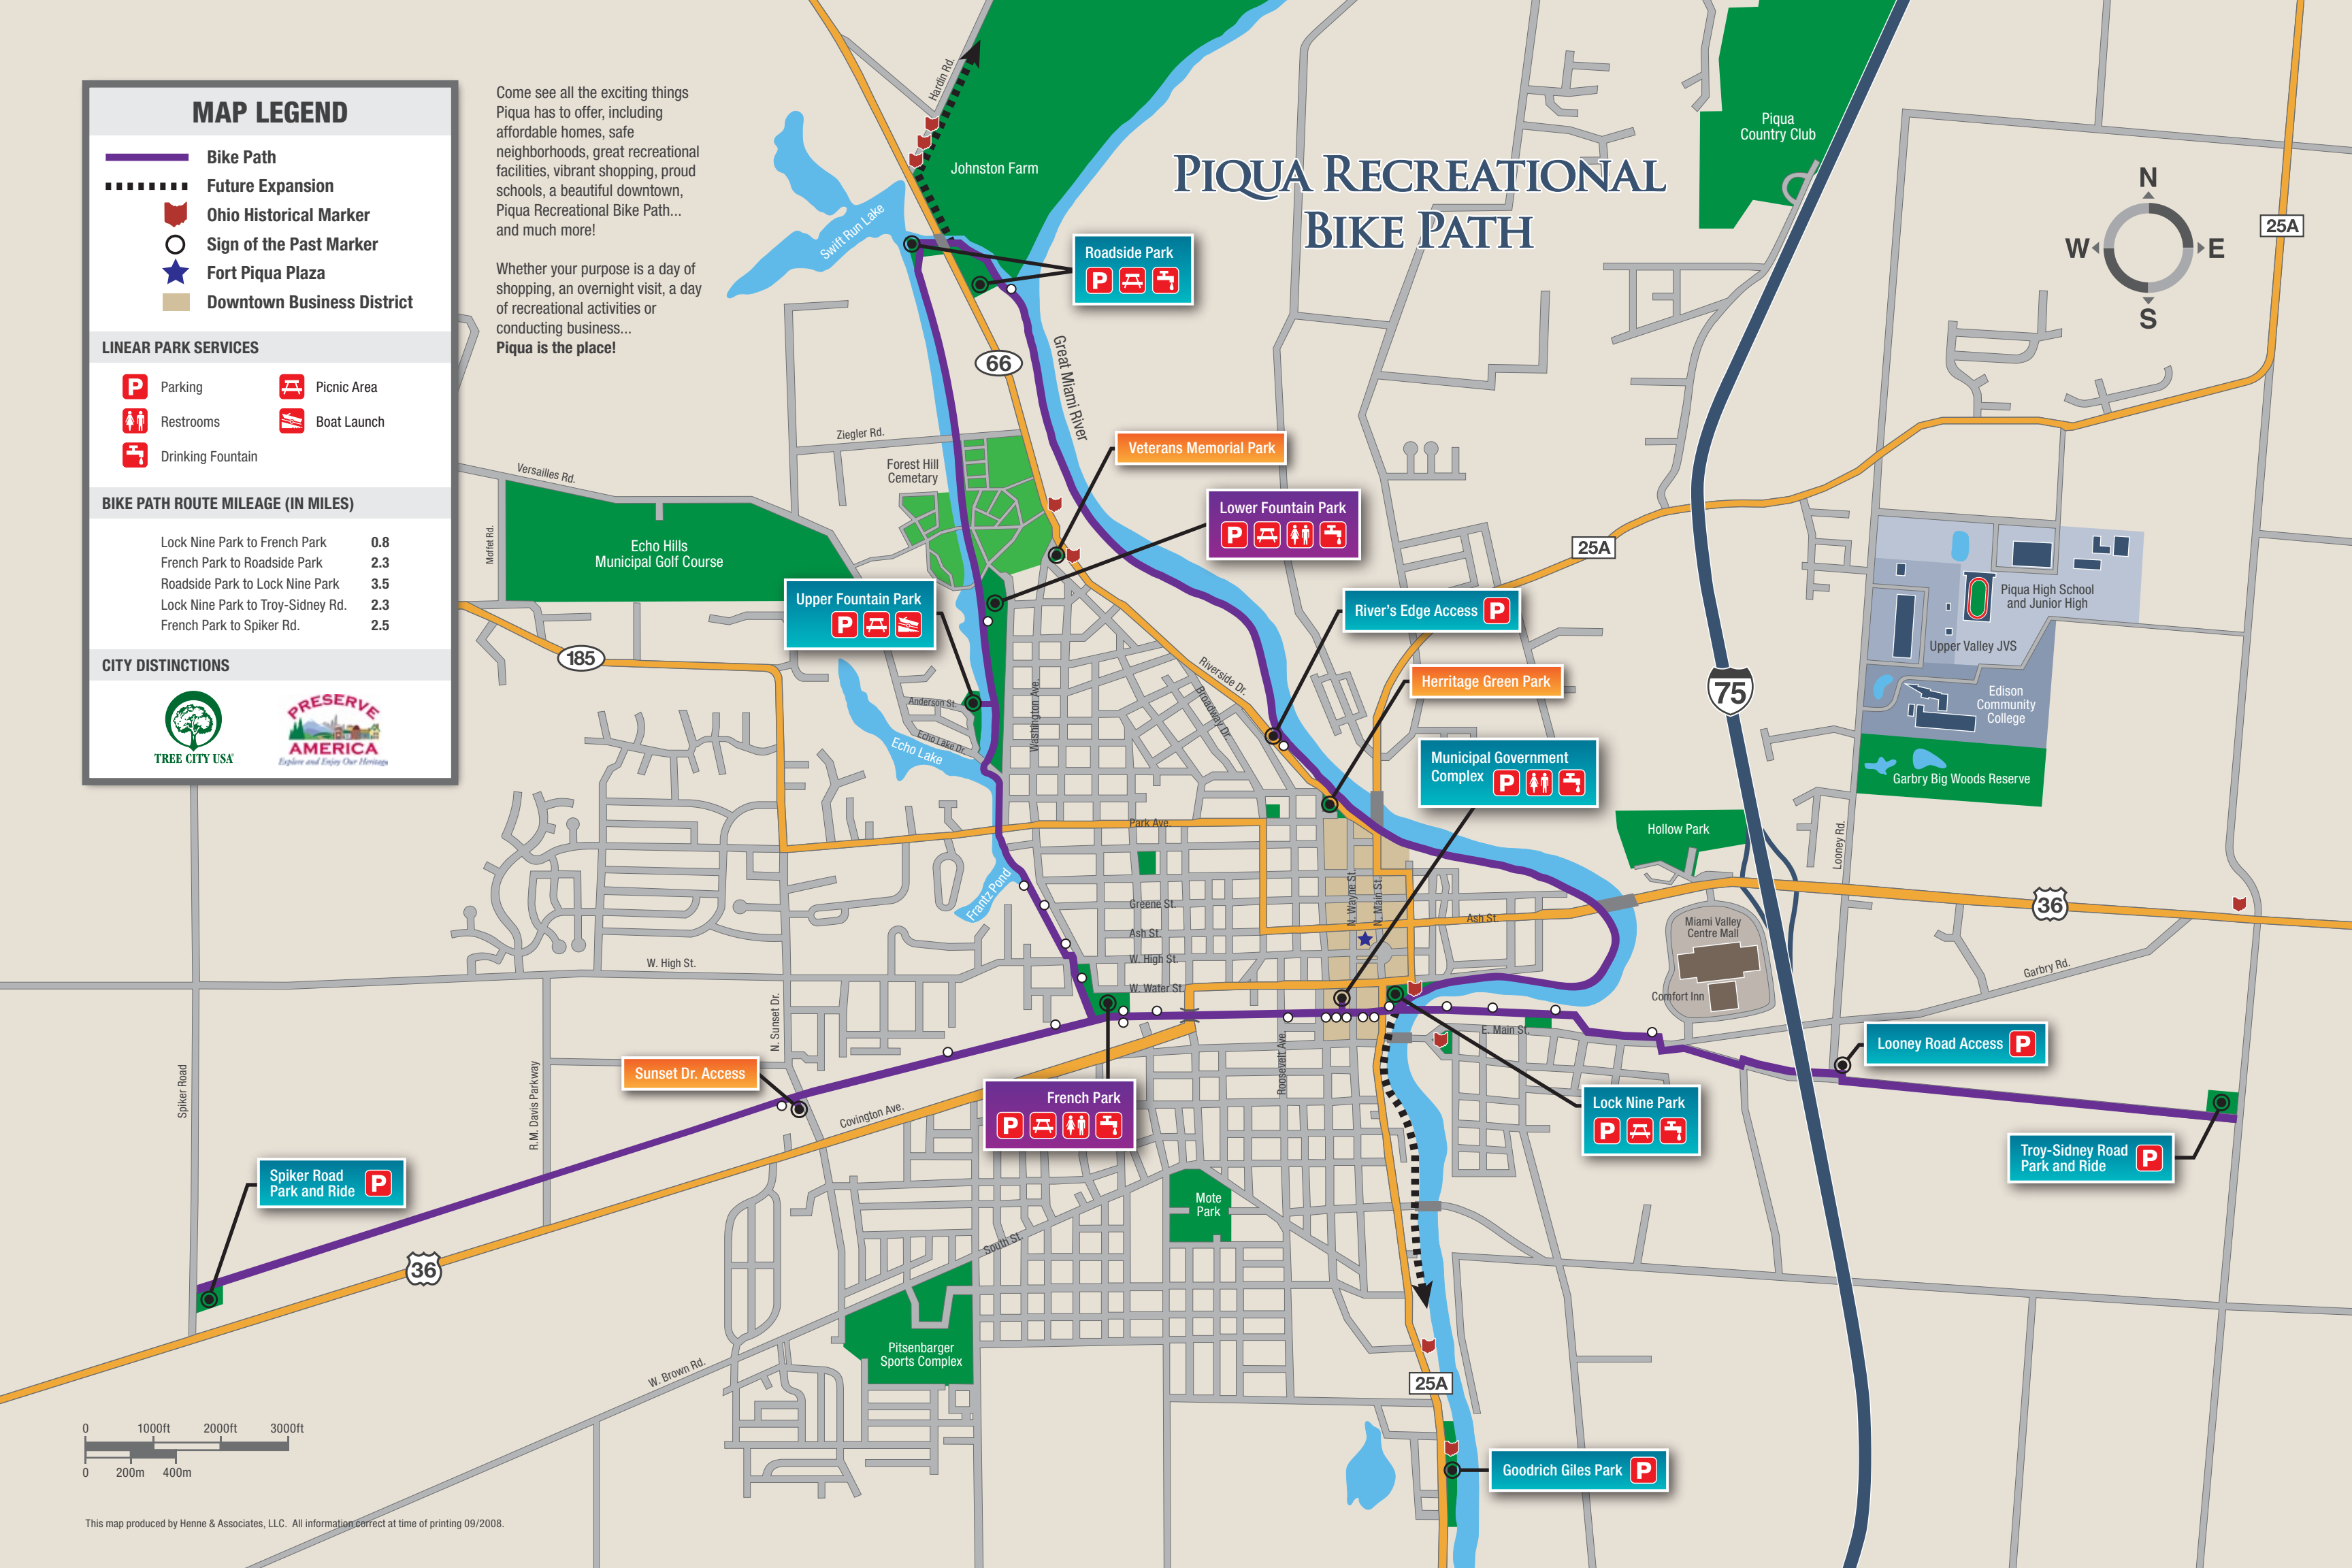 PIQUA RECREATIONAL
BIKE PATH
MAP LEGEND
Bike Path
Future Expansion
Ohio Historical Marker
Sign of the Past Marker
Fort Piqua Plaza
Downtown Business District
LINEAR PARK SERVICES
P Parking
Picnic Area
Restrooms
Boat Launch
Drinking Fountain
BIKE PATH ROUTE MILEAGE (IN MILES)
Lock Nine Park to French Park 0.8
French Park to Roadside Park 2.3
Roadside Park to Lock Nine Park 3.5
Lock Nine Park to Troy-Sidney Rd. 2.3
French Park to Spiker Rd. 2.5
CITY DISTINCTIONS
TREE CITY USA
PRESERVE
AMERICA
Explore and Enjoy Our Heritage
Come see all the exciting things
Piqua has to offer, including
affordable homes, safe
neighborhoods, great recreational
facilities, vibrant shopping, proud
schools, a beautiful downtown,
Piqua Recreational Bike Path...
and much more!
Whether your purpose is a day of
shopping, an overnight visit, a day
of recreational activities or
conducting business...
Piqua is the place!
Hardin Rd.
Johnston Farm
Swift Run Lake
Piqua
Country Club
N
W
E
S
25A
Roadside Park
P
66
Great Miami River
Ziegler Rd.
Forest Hill
Cemetery
Versailles Rd.
Moffet Rd.
Echo Hills
Municipal Golf Course
Veterans Memorial Park
Lower Fountain Park
P
25A
Upper Fountain Park
P
River's Edge Access P
Piqua High School
and Junior High
Upper Valley JVS
Edison
Community
College
Garbry Big Woods Reserve
185
75
Riverside Dr.
Broadway Dr.
Washington Ave.
Anderson St.
Echo Lake Dr.
Echo Lake
Herritage Green Park
Municipal Government
Complex P
Hollow Park
Looney Rd.
Park Ave.
Frantz Pond
Greene St.
Ash St.
W. High St.
W. Water St.
N. Wayne St.
N. Main St.
Ash St.
36
Miami Valley
Centre Mall
Comfort Inn
Garbry Rd.
W. High St.
N. Sunset Dr.
E. Main St.
Roosevelt Ave.
Looney Road Access P
Sunset Dr. Access
Spiker Road
R.M. Davis Parkway
Covington Ave.
French Park
P
Lock Nine Park
P
Troy-Sidney Road
Park and Ride P
Spiker Road
Park and Ride P
Mote
Park
36
South St.
Pitsenbarger
Sports Complex
W. Brown Rd.
25A
Goodrich Giles Park P
0 1000ft 2000ft 3000ft
0 200m 400m
This map produced by Henne & Associates, LLC. All information correct at time of printing 09/2008.